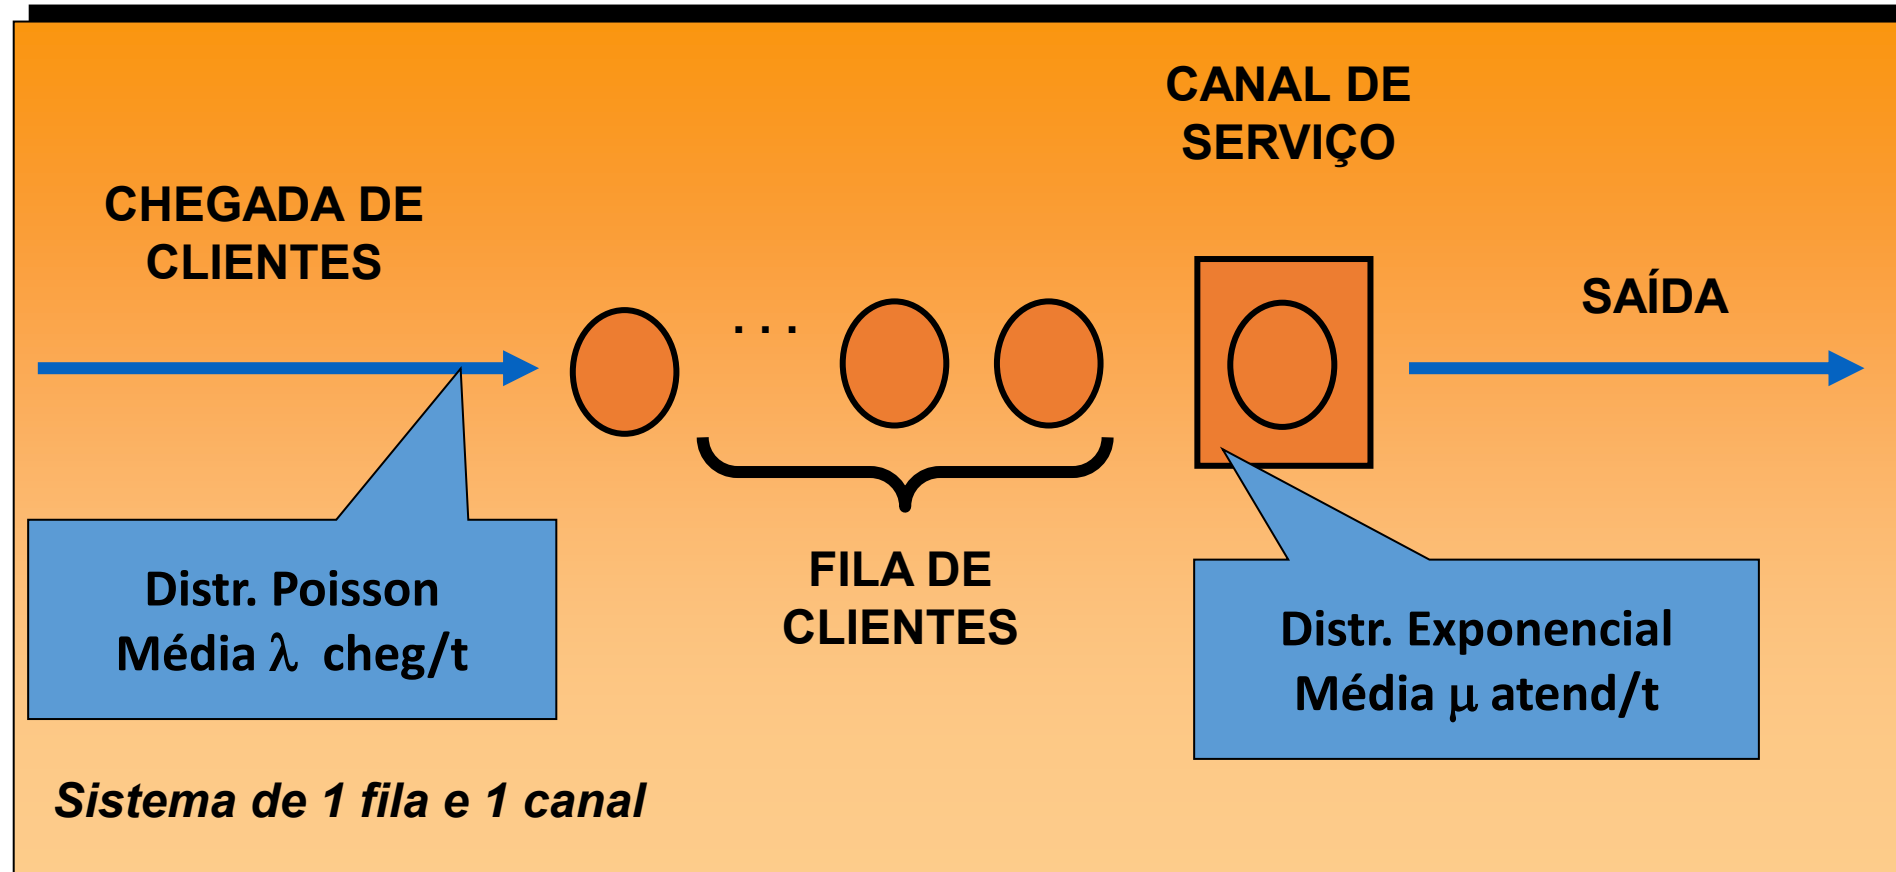 CANAL DE
SERVIÇO
CHEGADA DE
CLIENTES
SAÍDA
. . .
FILA DE
CLIENTES
Distr. Poisson
Média λ cheg/t
Distr. Exponencial
Média μ atend/t
Sistema de 1 fila e 1 canal